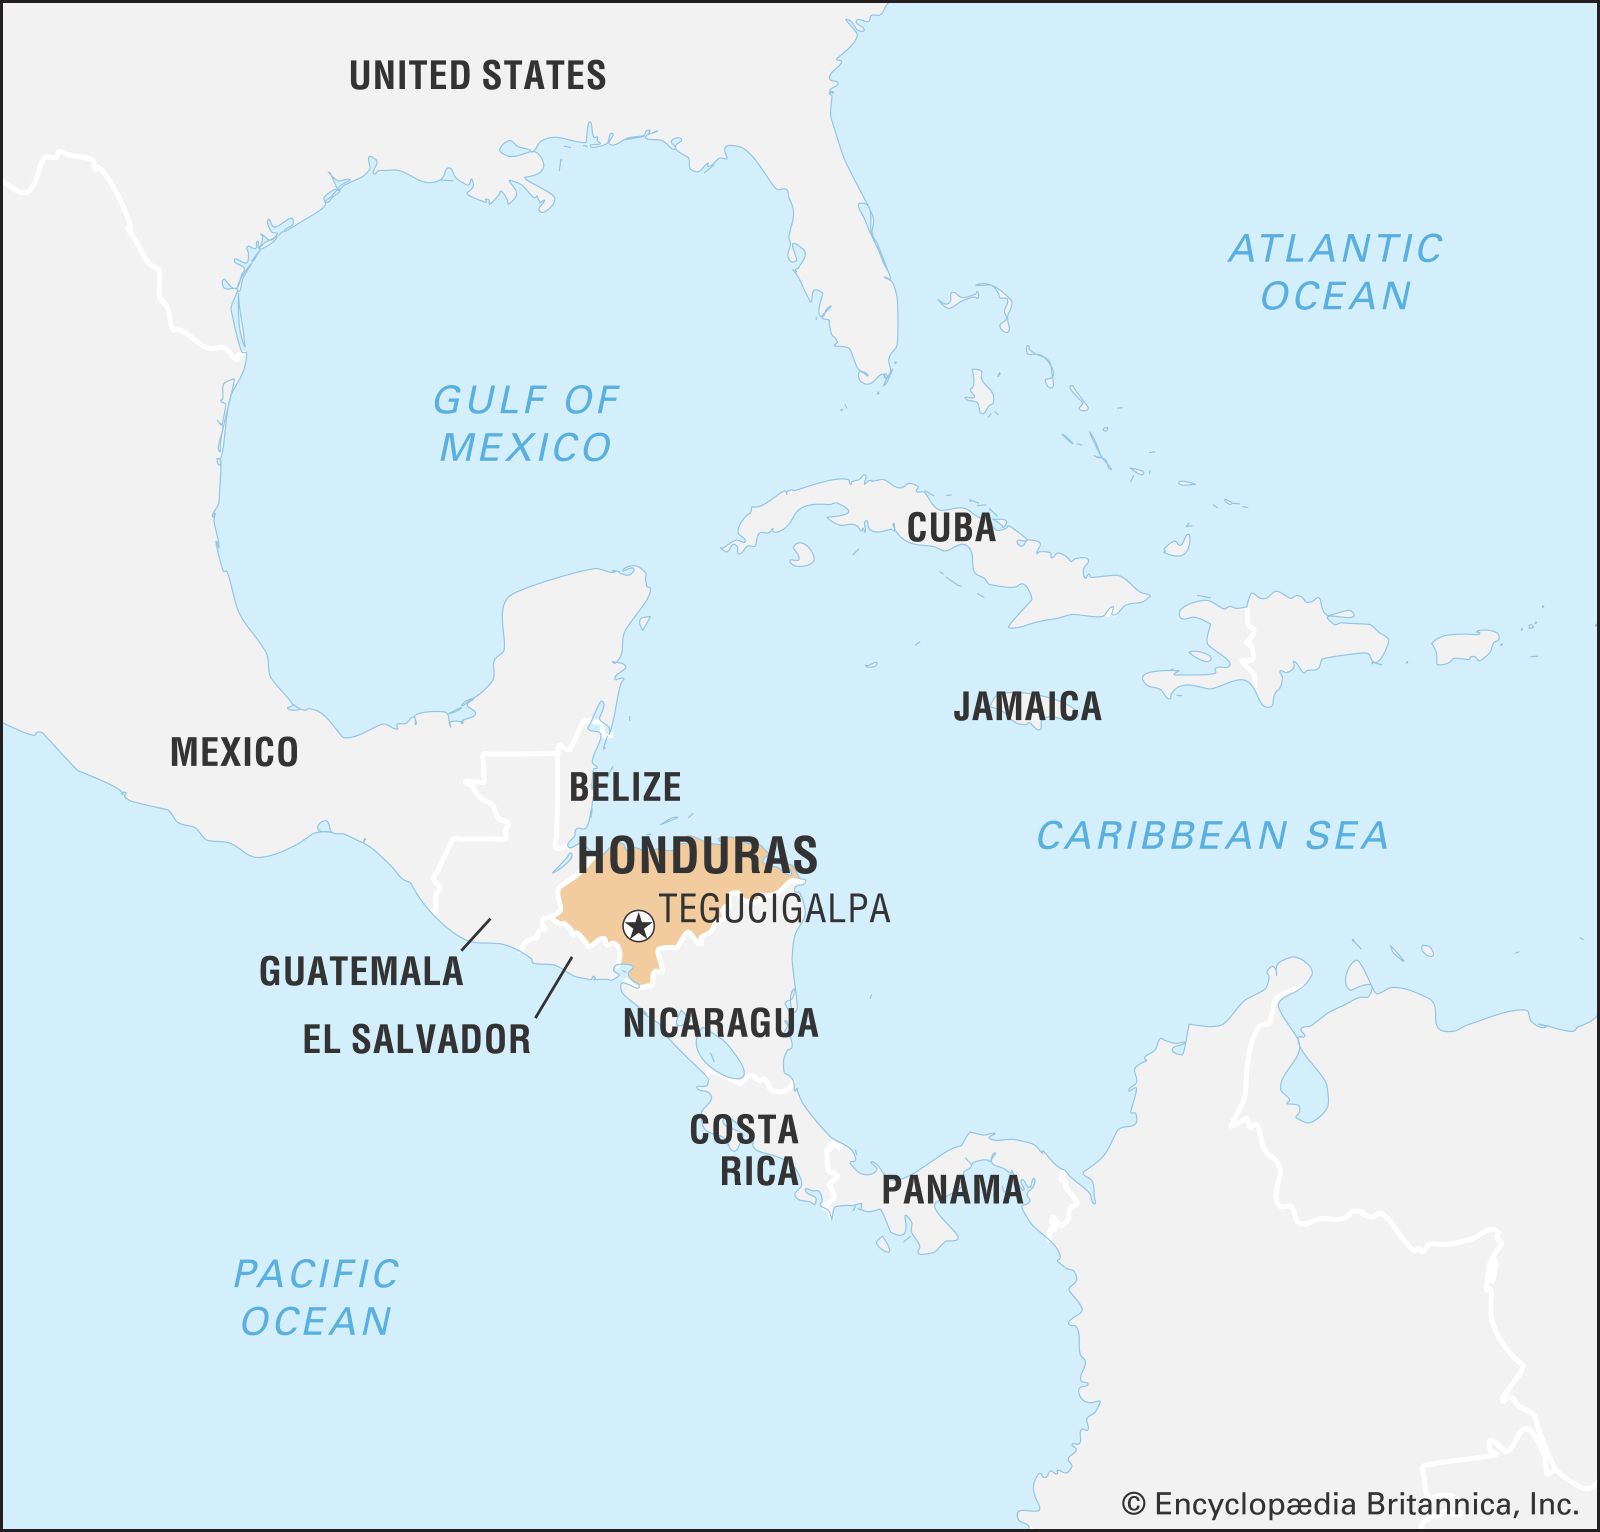 UNITED STATES
ATLANTIC
OCEAN
GULF OF
MEXICO
CUBA
JAMAICA
MEXICO
BELIZE
HONDURAS
CARIBBEAN SEA
TEGUCIGALPA
GUATEMALA
EL SALVADOR
NICARAGUA
COSTA
RICA
PANAMA
PACIFIC
OCEAN
© Encyclopædia Britannica, Inc.